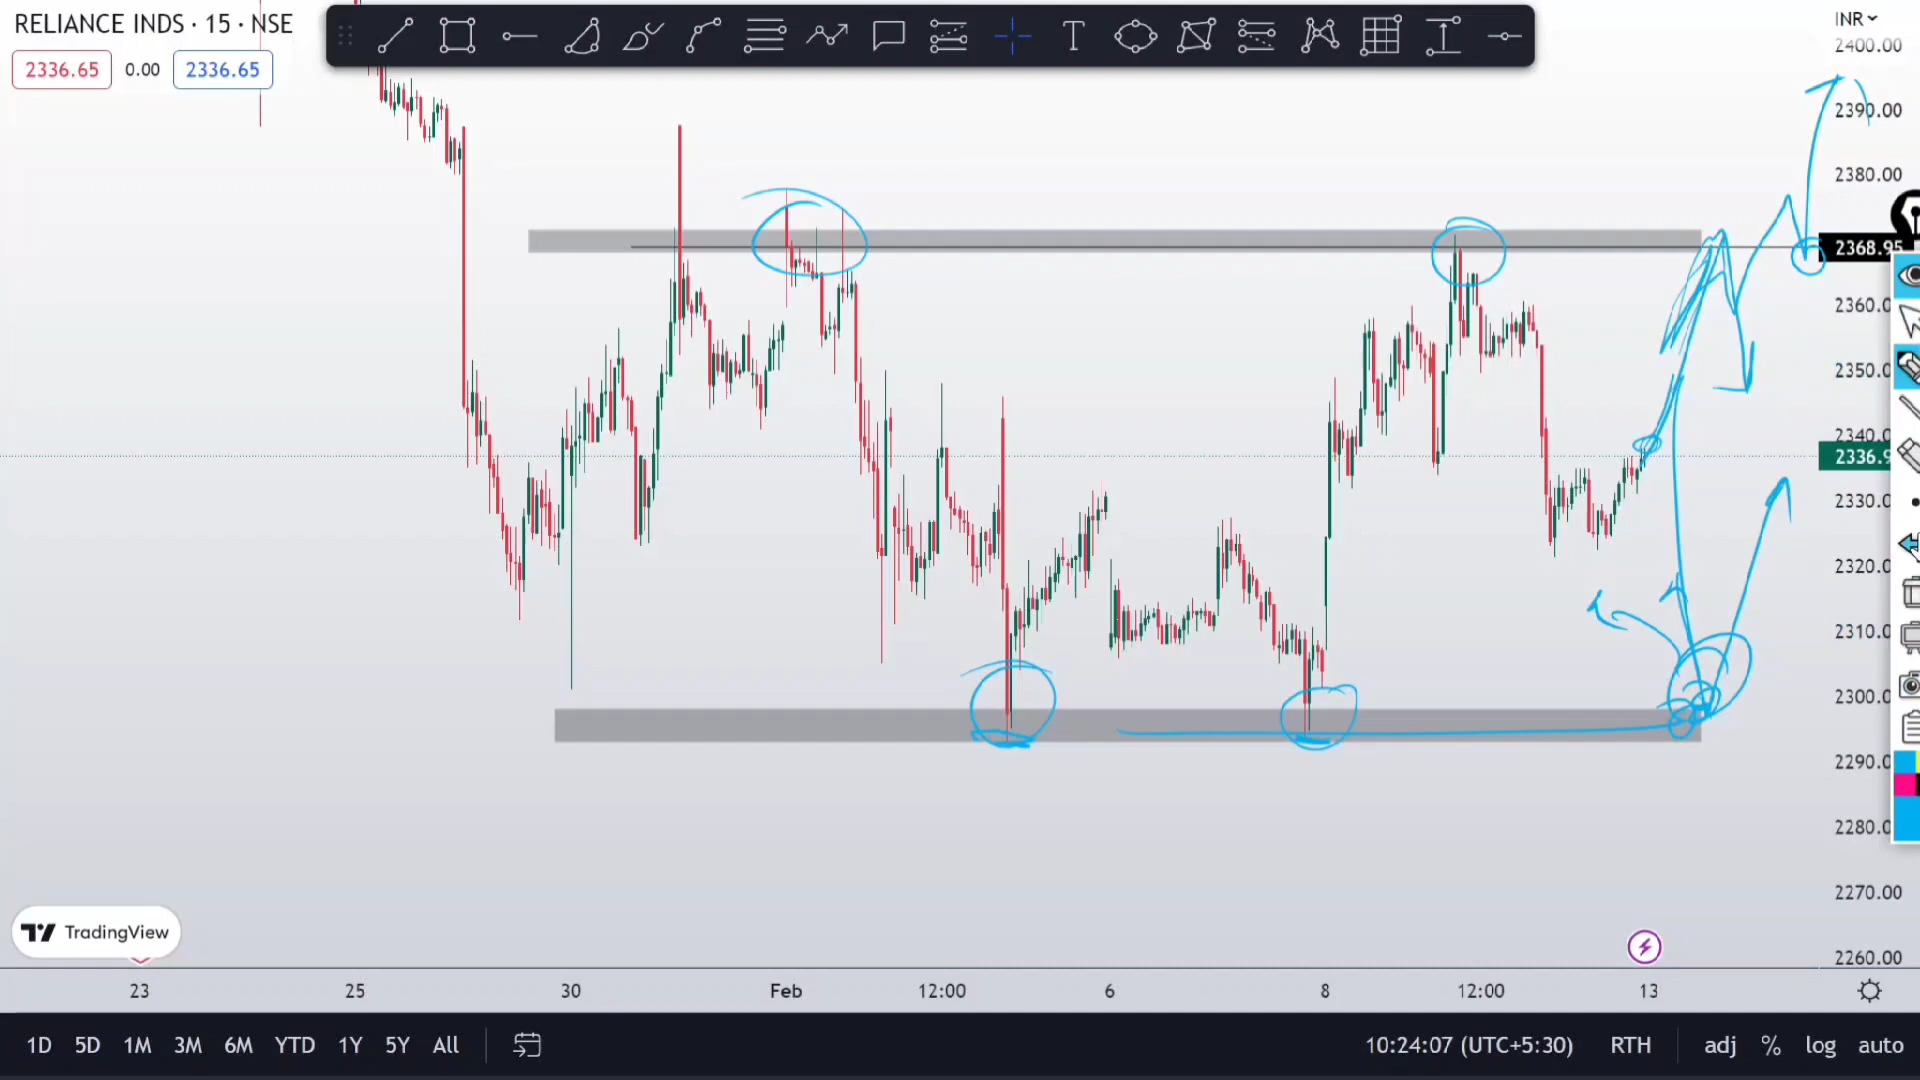 RELIANCE INDS · 15 · NSE
2336.65 0.00 2336.65
T
INR
2400.00
2390.00
2380.00
2368.95
2360.0
2350.0
2340.0
2336.9
2330.0
2320.0
2310.0
2300.0
2290.0
2280.0
2270.00
2260.00
TradingView
23 25 30 Feb 12:00 6 8 12:00 13
1D 5D 1M 3M 6M YTD 1Y 5Y All 10:24:07 (UTC+5:30) RTH adj % log auto